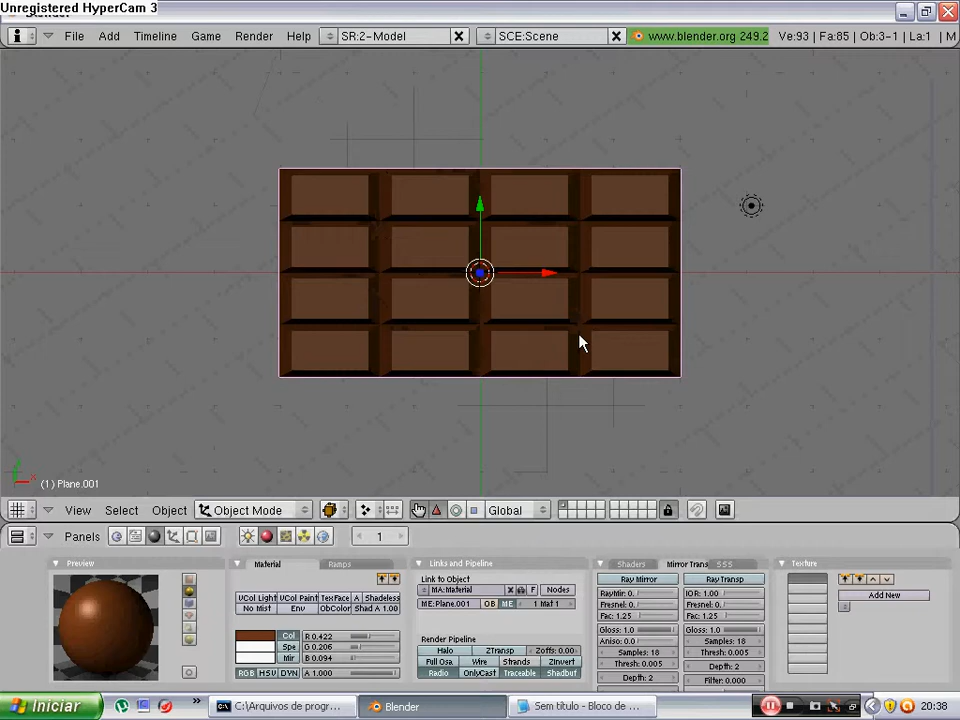 Unregistered HyperCam 3
File Add Timeline Game Render Help SR:2-Model SCE:Scene www.blender.org 249.2 Ve:93 | Fa:85 | Ob:3-1 | La:1 | M
(1) Plane.001
View Select Object Object Mode Global
Panels 1
Preview Material Ramps Links and Pipeline Shaders Mirror Trans SSS Texture
Link to Object
MA:Material F Nodes
ME:Plane.001 OB ME 1 Mat 1
VCol Light VCol Paint TexFace A Shadeless
No Mist Env ObColor Shad A 1.00
Col R 0.422
Spe G 0.206
Mir B 0.094
RGB HSV DYN A 1.000
Render Pipeline
Halo ZTransp Zoffs: 0.00
Full Osa Wire Strands ZInvert
Radio OnlyCast Traceable Shadbuf
Ray Mirror Ray Transp
RayMir: 0. IOR: 1.00
Fresnel: 0. Fresnel: 0.
Fac: 1.25 Fac: 1.25
Gloss: 1.0 Gloss: 1.0
Aniso: 0.0 Samples: 18
Samples: 18 Thresh: 0.005
Thresh: 0.005 Depth: 2
Depth: 2 Filter: 0.000
Add New
Iniciar C:\Arquivos de progr... Blender Sem título - Bloco de ... 20:38